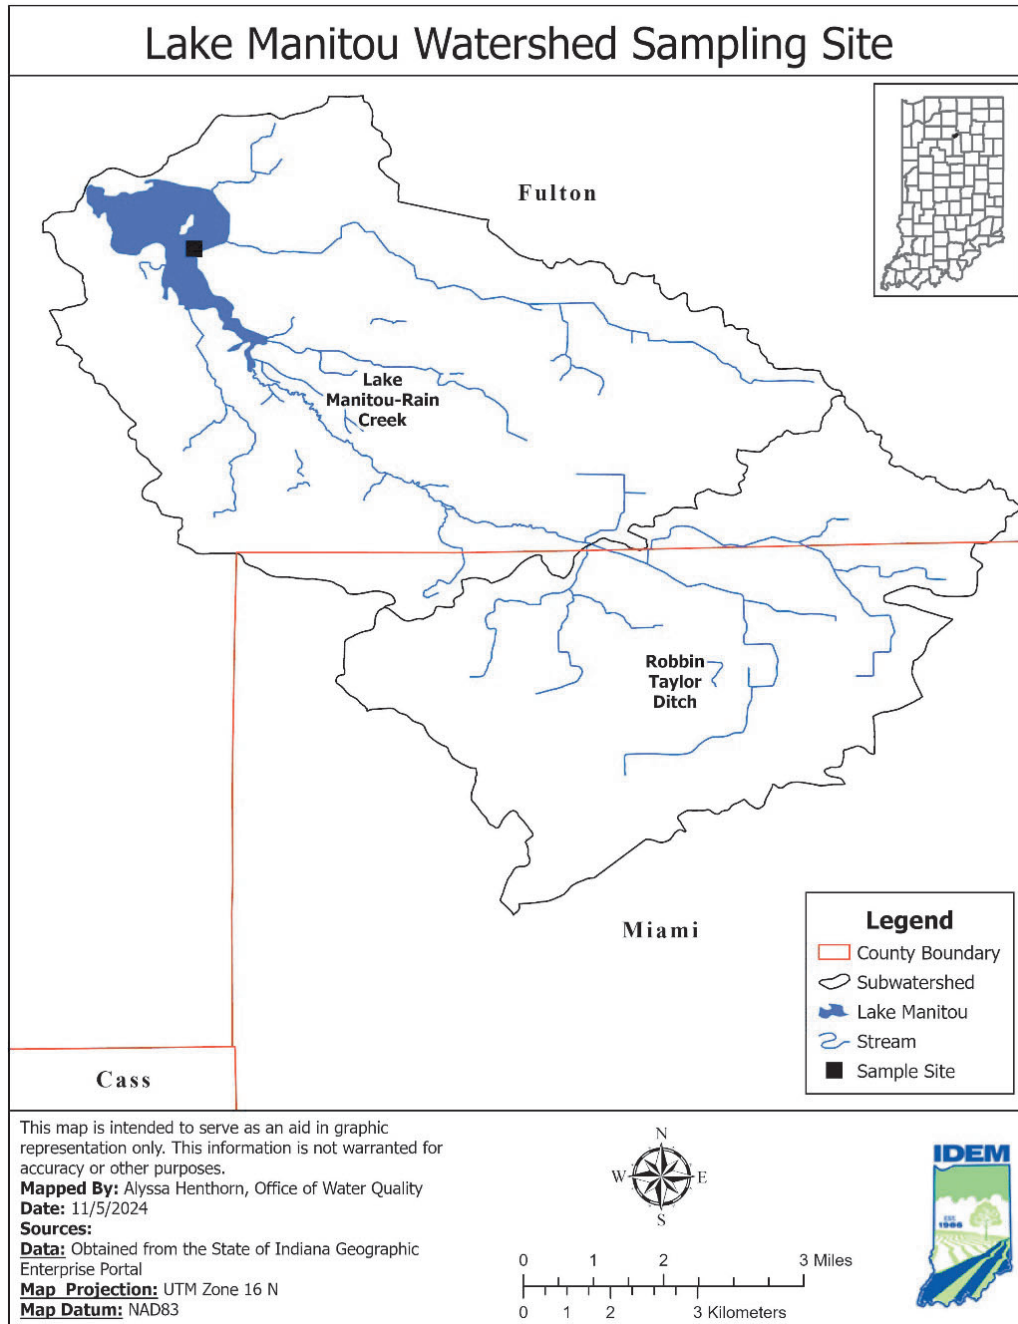 Lake Manitou Watershed Sampling Site
Fulton
Lake
Manitou-Rain
Creek
Robbin
Taylor
Ditch
Miami
Cass
Legend
County Boundary
Subwatershed
Lake Manitou
Stream
Sample Site
This map is intended to serve as an aid in graphic
representation only. This information is not warranted for
accuracy or other purposes.
Mapped By: Alyssa Henthorn, Office of Water Quality
Date: 11/5/2024
Sources:
Data: Obtained from the State of Indiana Geographic
Enterprise Portal
Map Projection: UTM Zone 16 N
Map Datum: NAD83
N
W E
S
0 1 2 3 Miles
0 1 2 3 Kilometers
IDEM
EST.
1986